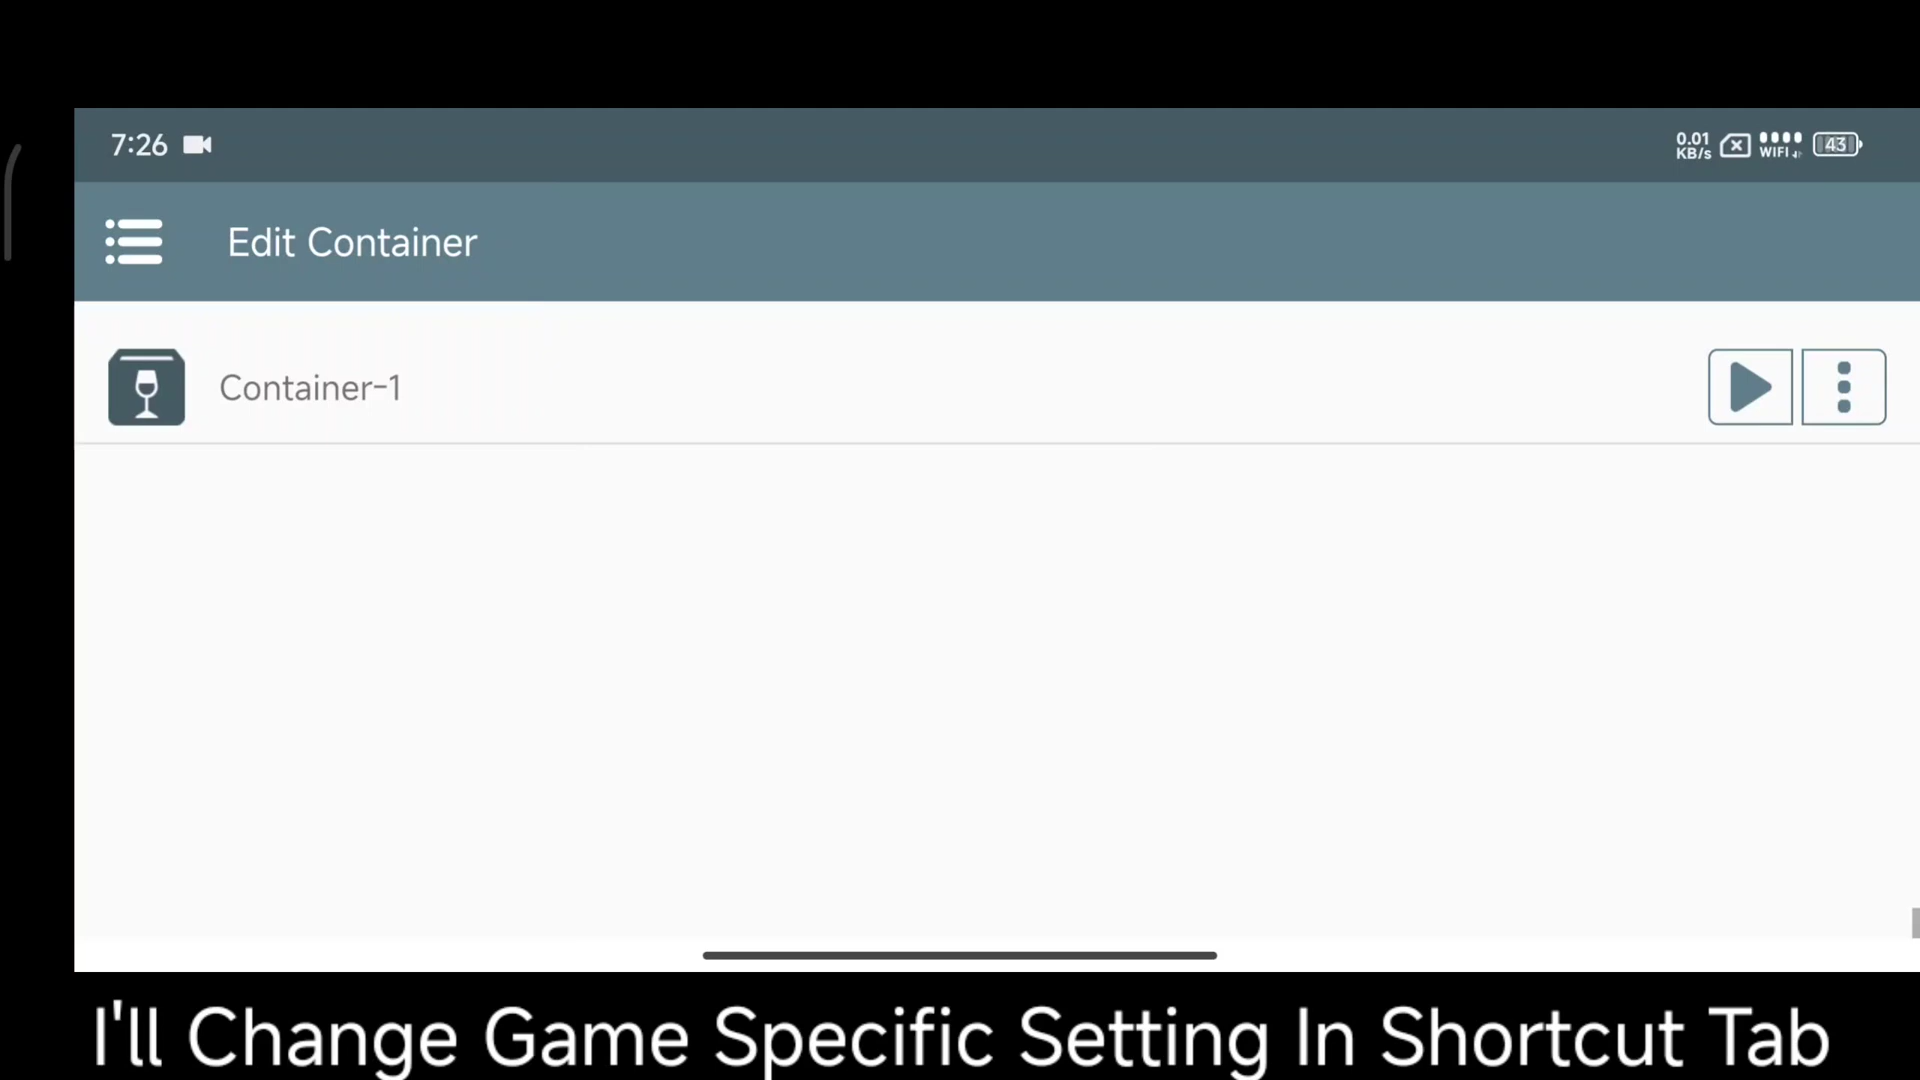 7:26
0.01
KB/s
WIFI
43
Edit Container
Container-1
I'll Change Game Specific Setting In Shortcut Tab